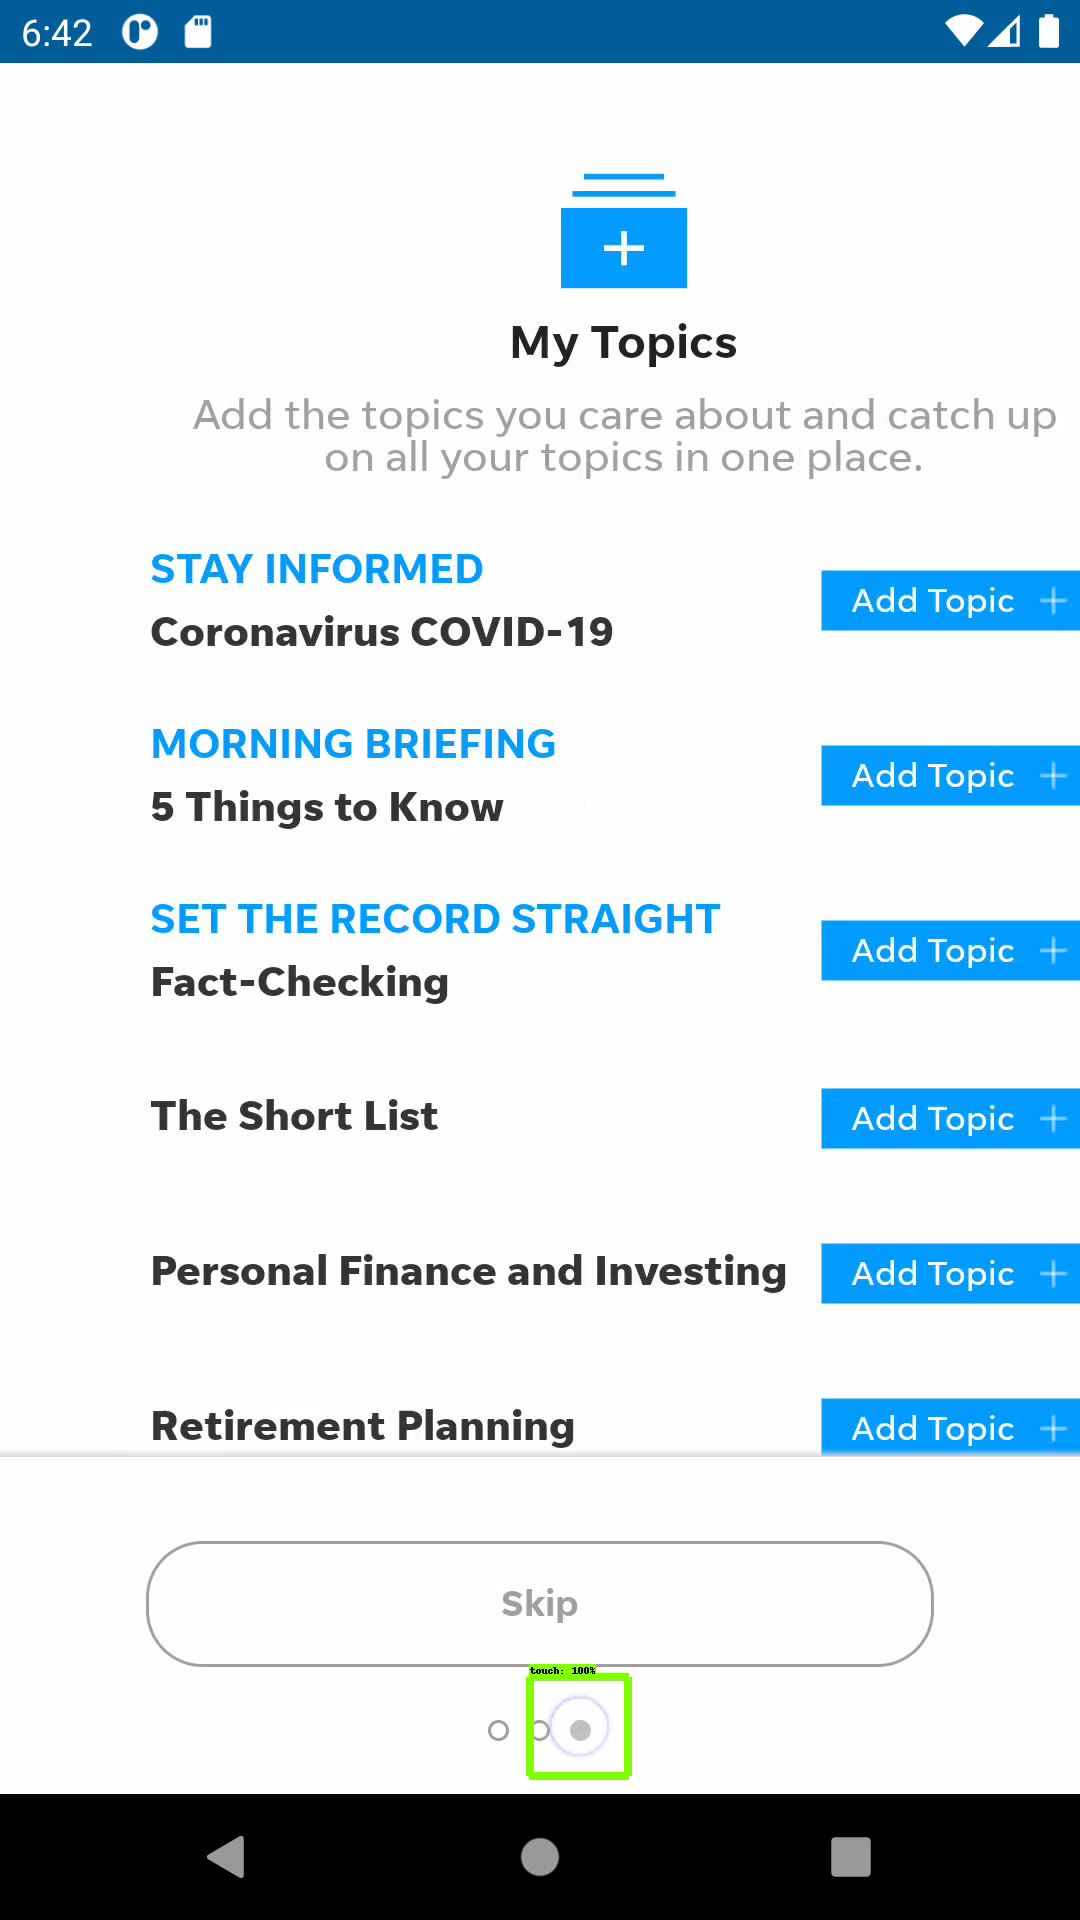 6:42
My Topics
Add the topics you care about and catch up
on all your topics in one place.
STAY INFORMED
Coronavirus COVID-19
Add Topic
MORNING BRIEFING
5 Things to Know
Add Topic
SET THE RECORD STRAIGHT
Fact-Checking
Add Topic
The Short List
Add Topic
Personal Finance and Investing
Add Topic
Retirement Planning
Add Topic
Skip
touch: 100%